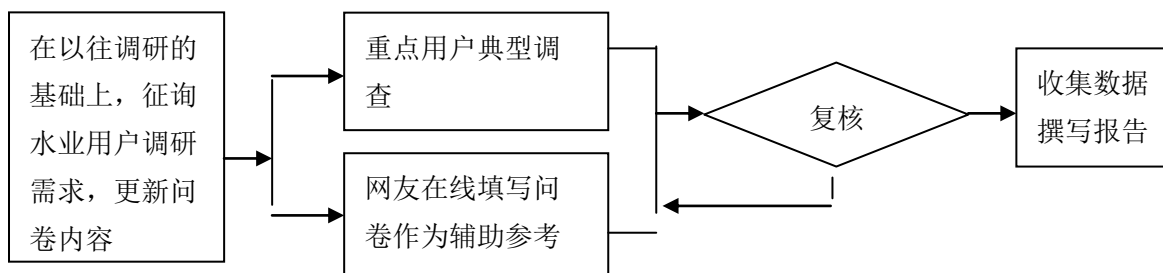 在以往调研的
基础上，征询
水业用户调研
需求，更新问
卷内容
重点用户典型调
查
网友在线填写问
卷作为辅助参考
复核
收集数据
撰写报告